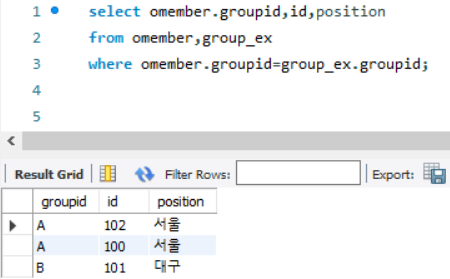 1 select omember.groupid,id,position
2 from omember,group_ex
3 where omember.groupid=group_ex.groupid;
4
5
Result Grid Filter Rows: Export:
groupid id position
A 102 서울
A 100 서울
B 101 대구